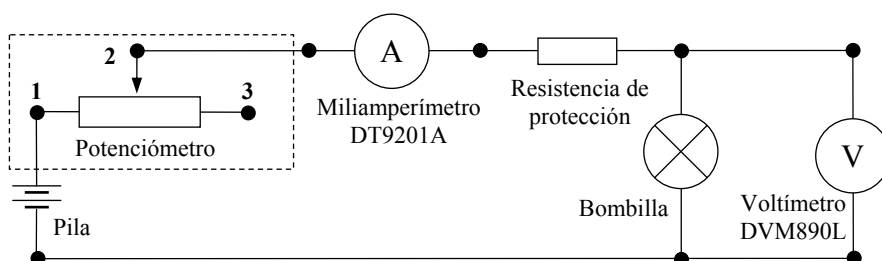 2
A
1
3
Potenciómetro
Miliamperímetro
DT9201A
Resistencia de
protección
Pila
Bombilla
V
Voltímetro
DVM890L